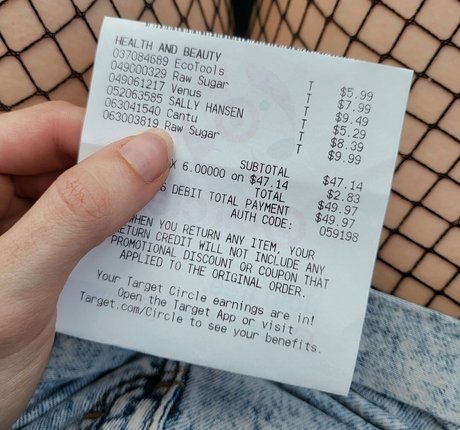 HEALTH AND BEAUTY
037084689 EcoTools T $5.99
049000329 Raw Sugar T $7.99
049061217 Venus T $9.49
052063585 SALLY HANSEN T $5.29
063041540 Cantu T $8.39
063003819 Raw Sugar T $9.99
SUBTOTAL $47.14
X 6.00000 on $47.14 $2.83
TOTAL $49.97
DEBIT TOTAL PAYMENT $49.97
AUTH CODE: 059198
WHEN YOU RETURN ANY ITEM, YOUR
RETURN CREDIT WILL NOT INCLUDE ANY
PROMOTIONAL DISCOUNT OR COUPON THAT
APPLIED TO THE ORIGINAL ORDER.
Your Target Circle earnings are in!
Open the Target App or visit
Target.com/Circle to see your benefits.